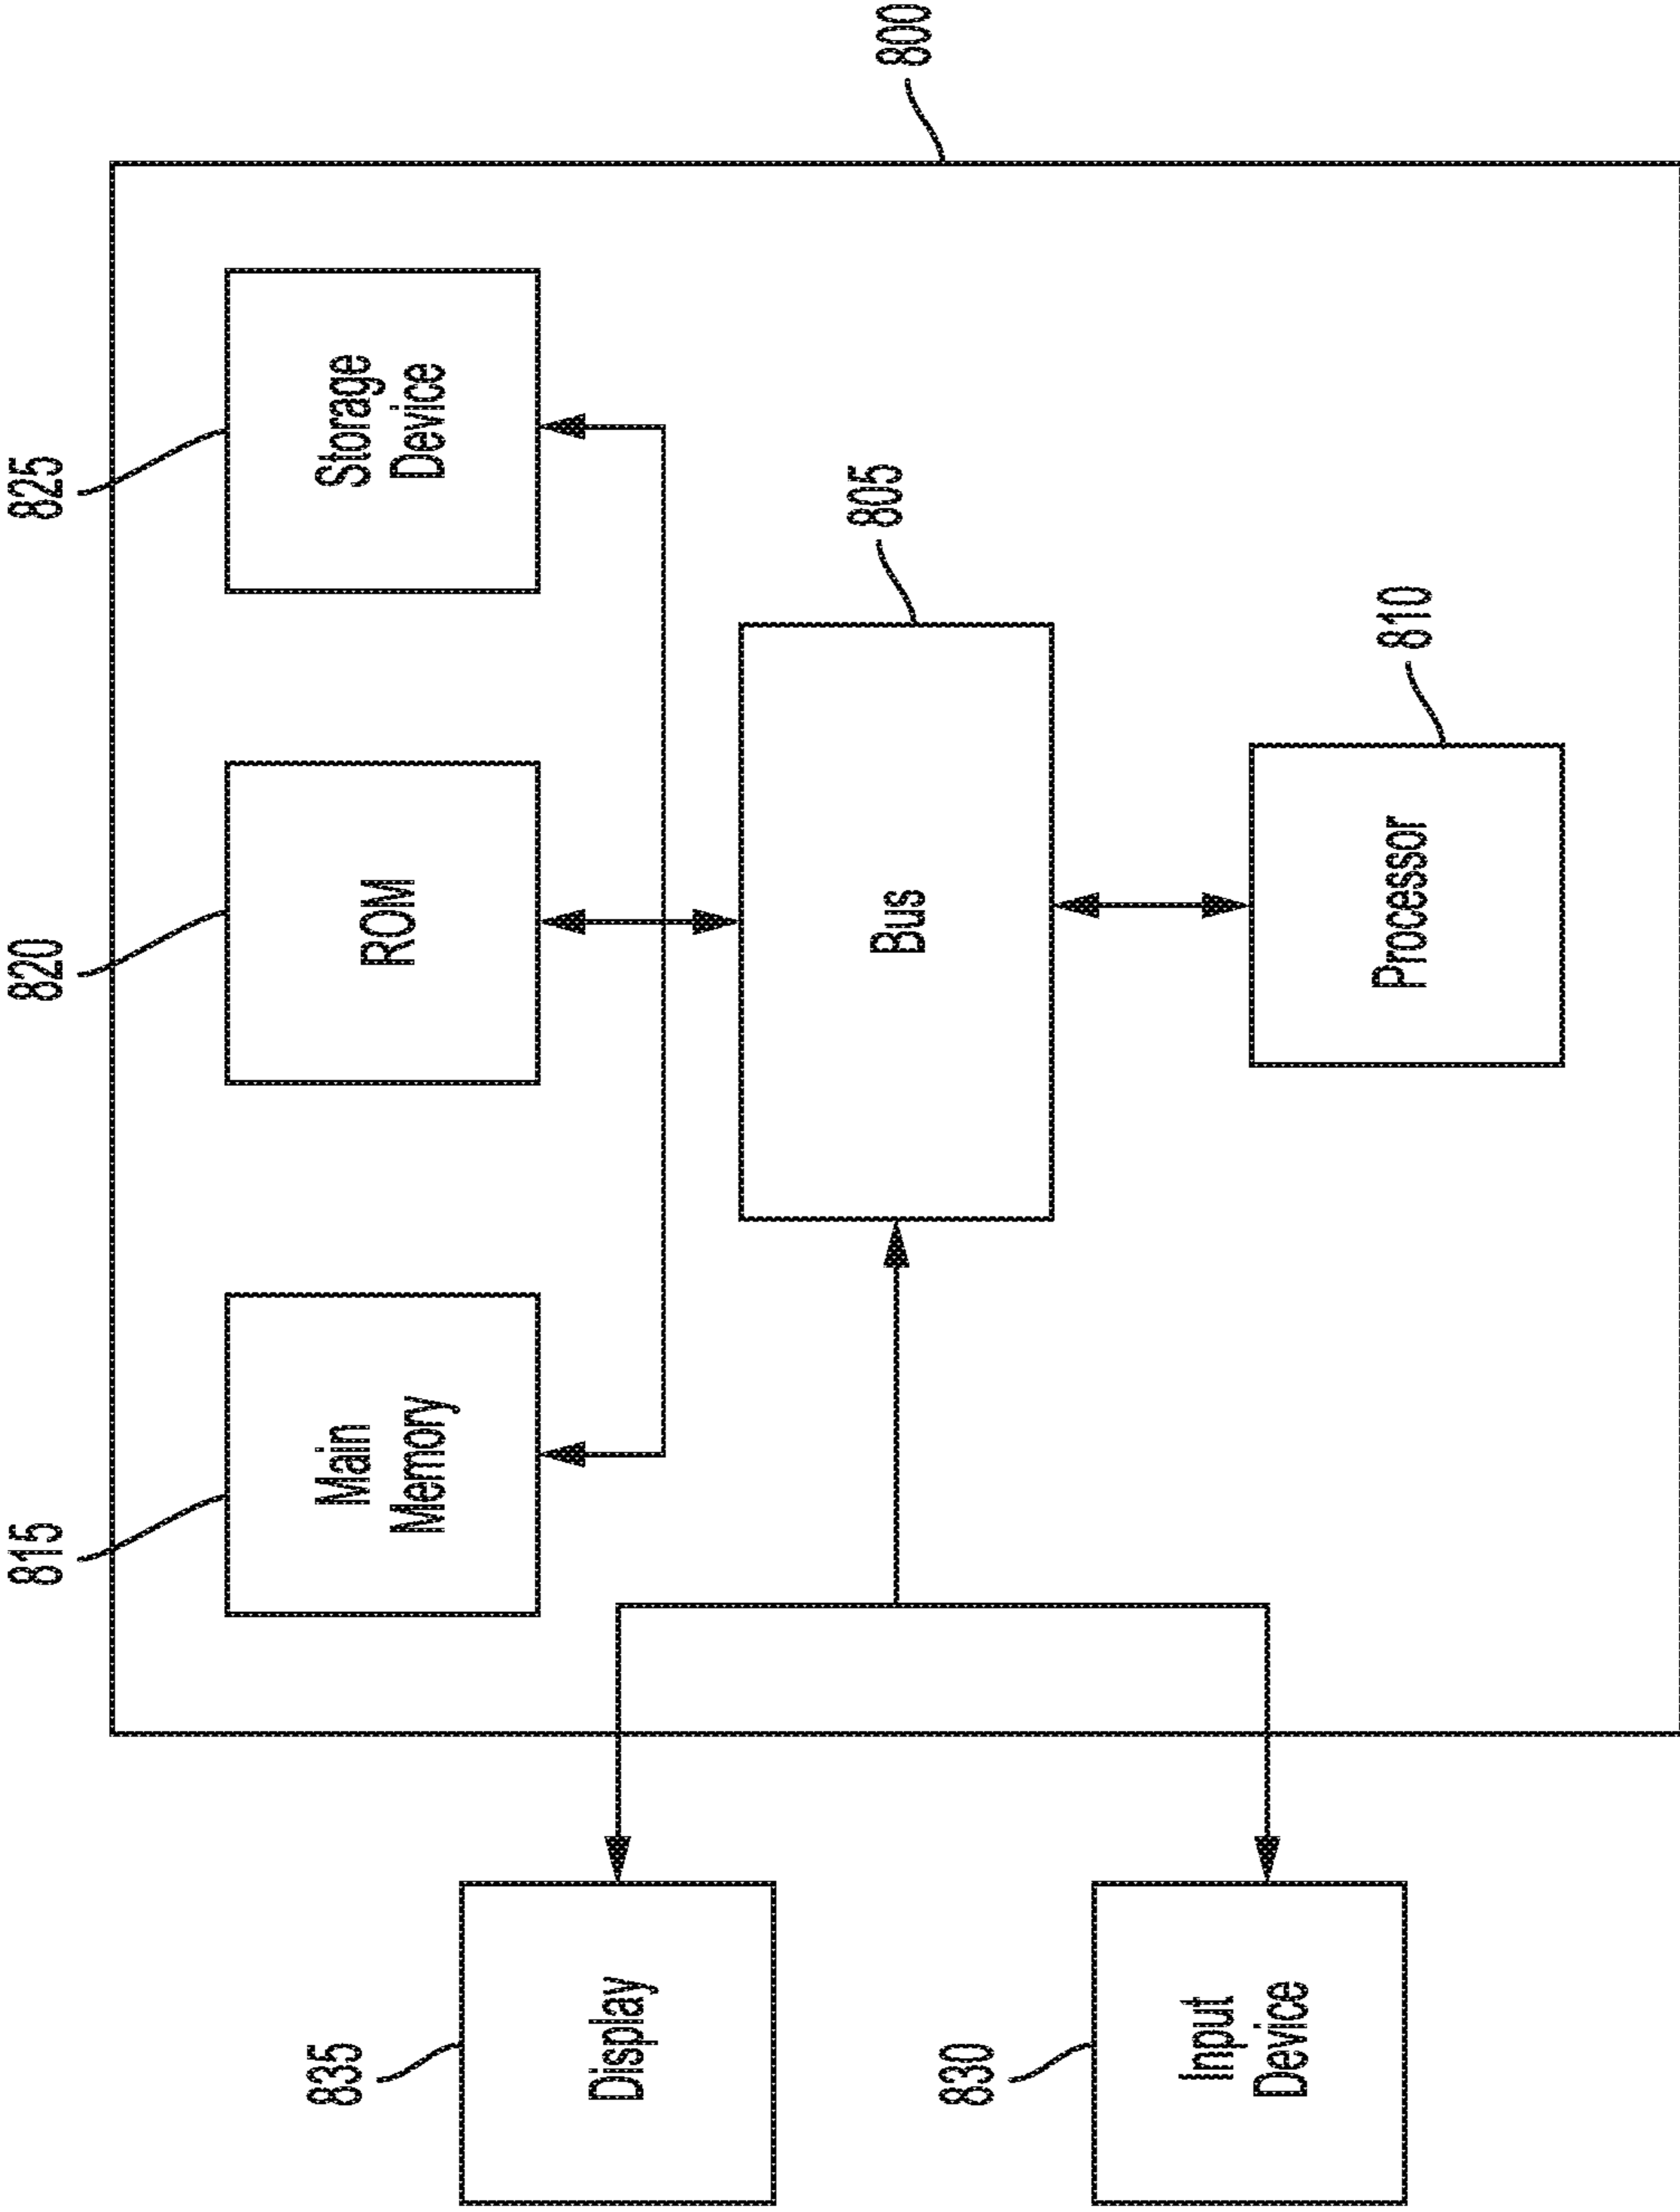 815
820
825
Main
Memory
ROM
Storage
Device
835
Display
805
Bus
800
830
Input
Device
810
Processor